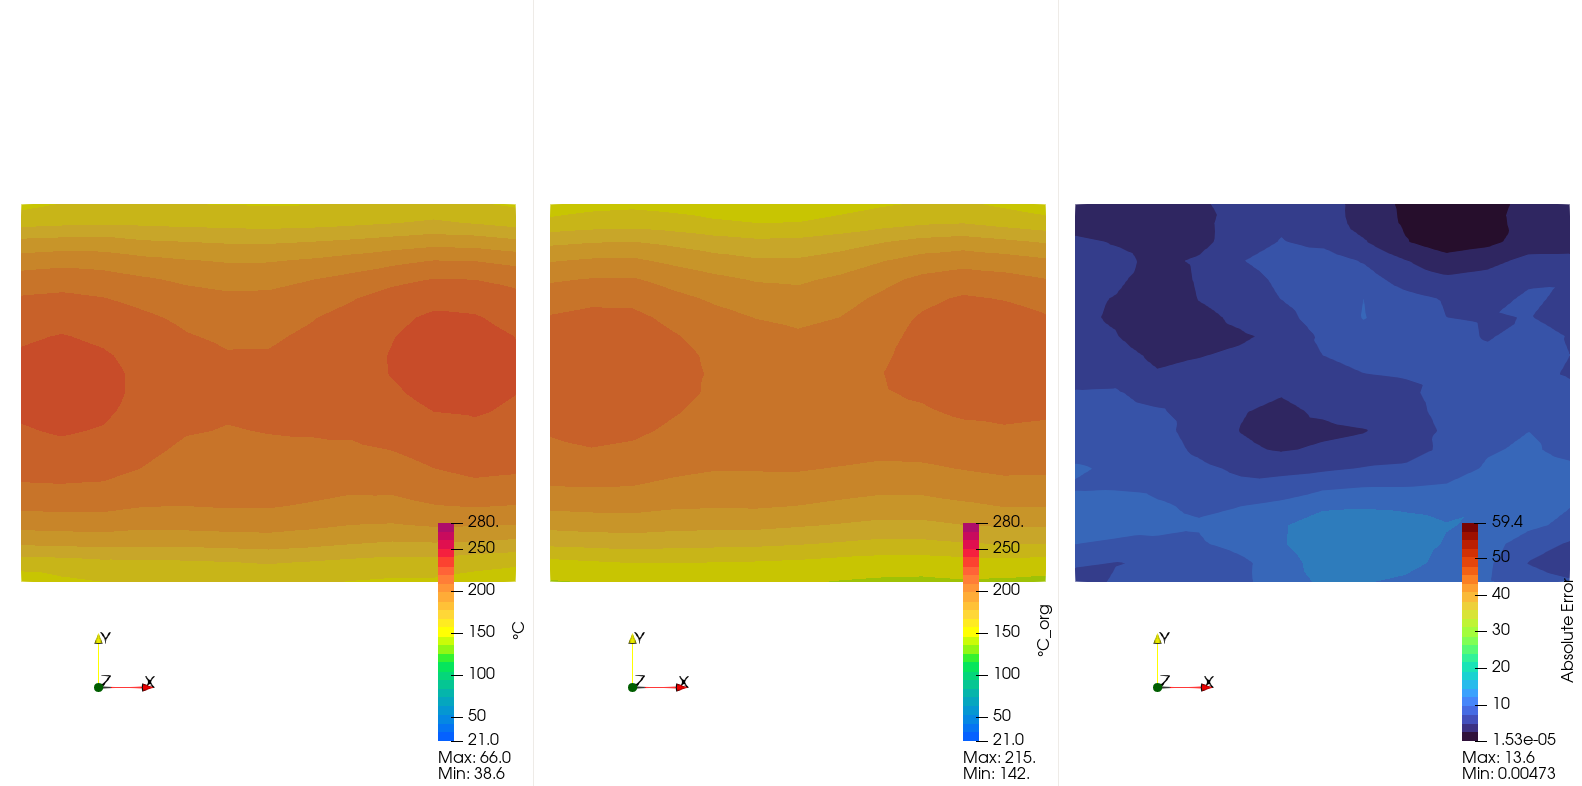 280.
250
200
150
100
50
21.0
°C
Max: 66.0
Min: 38.6
Y
Z
X
280.
250
200
150
100
50
21.0
°C_org
Max: 215.
Min: 142.
Y
Z
X
59.4
50
40
30
20
10
1.53e-05
Absolute Error
Max: 13.6
Min: 0.00473
Y
Z
X